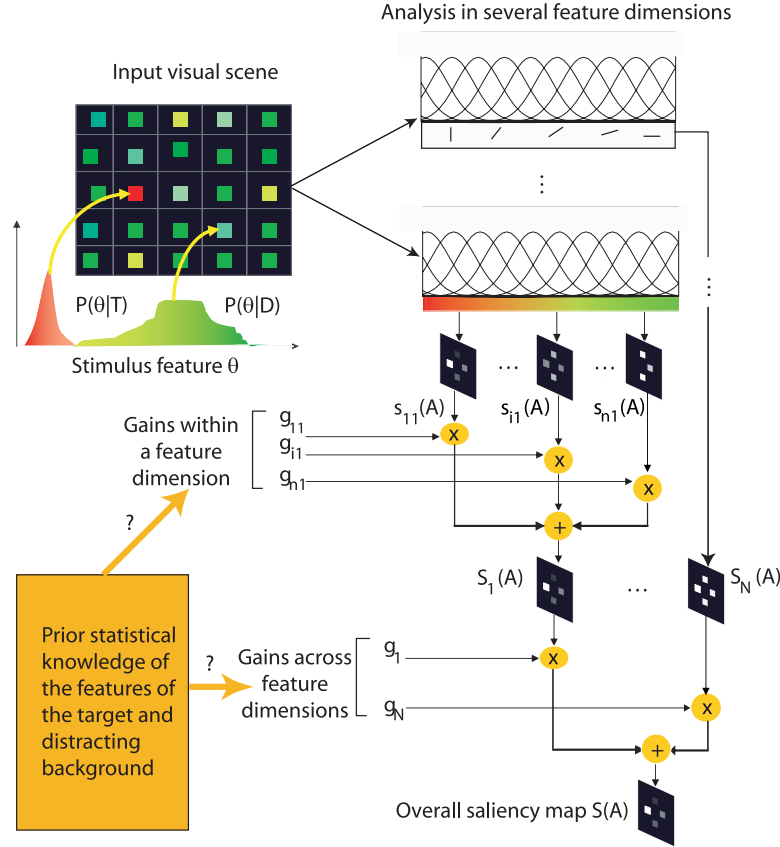 Analysis in several feature dimensions
Input visual scene
P(θ|T)
P(θ|D)
Stimulus feature θ
s11(A)
si1(A)
sn1(A)
Gains within
a feature
dimension
g11
gi1
gn1
x
x
x
+
?
S1(A)
SN(A)
Prior statistical
knowledge of
the features of
the target and
distracting
background
?
Gains across
feature
dimensions
g1
gN
x
x
+
Overall saliency map S(A)